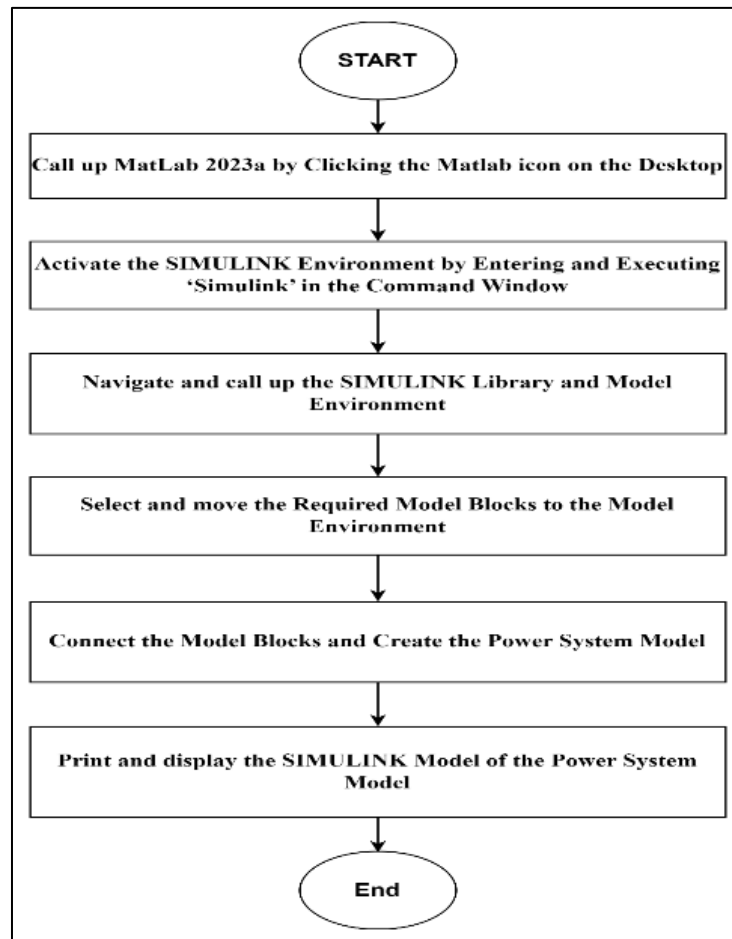 START
Call up MatLab 2023a by Clicking the Matlab icon on the Desktop
Activate the SIMULINK Environment by Entering and Executing
‘Simulink’ in the Command Window
Navigate and call up the SIMULINK Library and Model
Environment
Select and move the Required Model Blocks to the Model
Environment
Connect the Model Blocks and Create the Power System Model
Print and display the SIMULINK Model of the Power System
Model
End